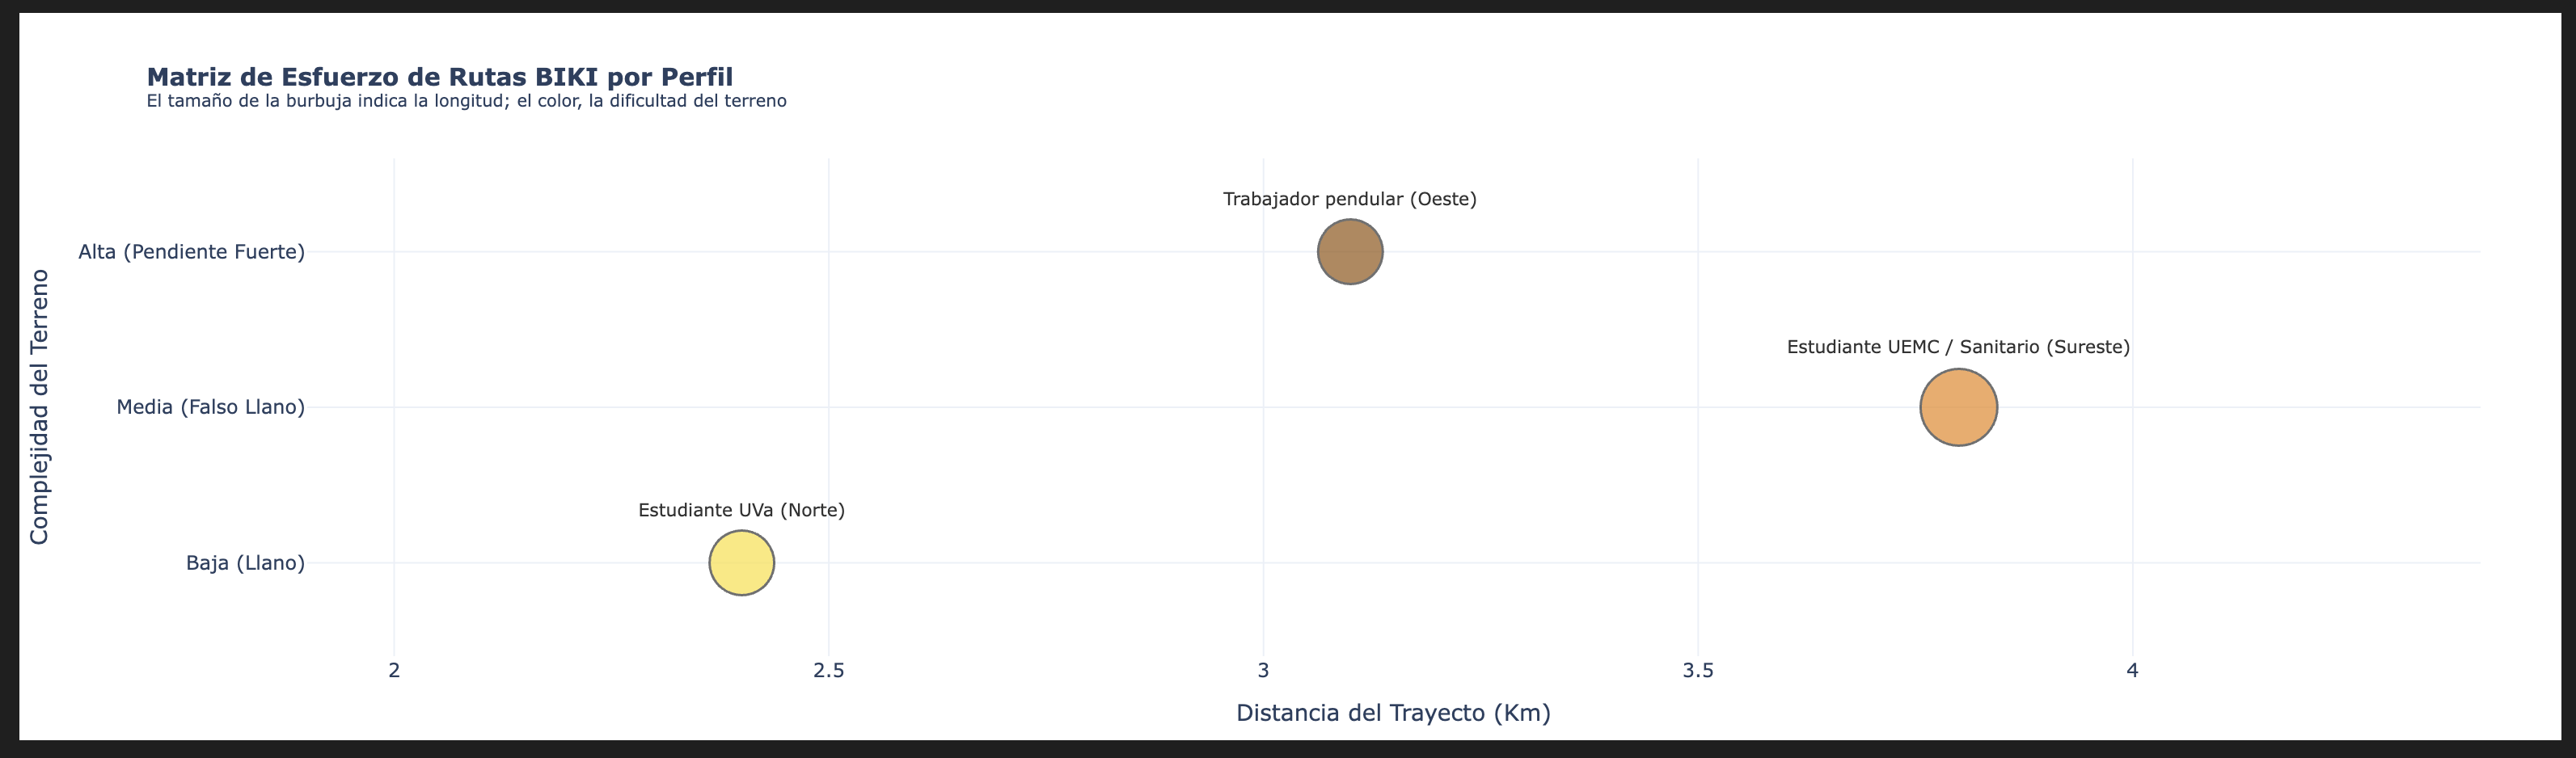 Matriz de Esfuerzo de Rutas BIKI por Perfil
El tamaño de la burbuja indica la longitud; el color, la dificultad del terreno
Complejidad del Terreno
Trabajador pendular (Oeste)
Alta (Pendiente Fuerte)
Estudiante UEMC / Sanitario (Sureste)
Media (Falso Llano)
Estudiante UVa (Norte)
Baja (Llano)
2
2.5
3
3.5
4
Distancia del Trayecto (Km)